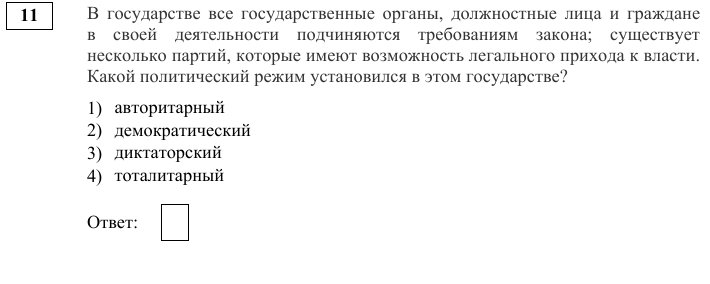 11
В государстве все государственные органы, должностные лица и граждане
в своей деятельности подчиняются требованиям закона; существует
несколько партий, которые имеют возможность легального прихода к власти.
Какой политический режим установился в этом государстве?
1) авторитарный
2) демократический
3) диктаторский
4) тоталитарный
Ответ: